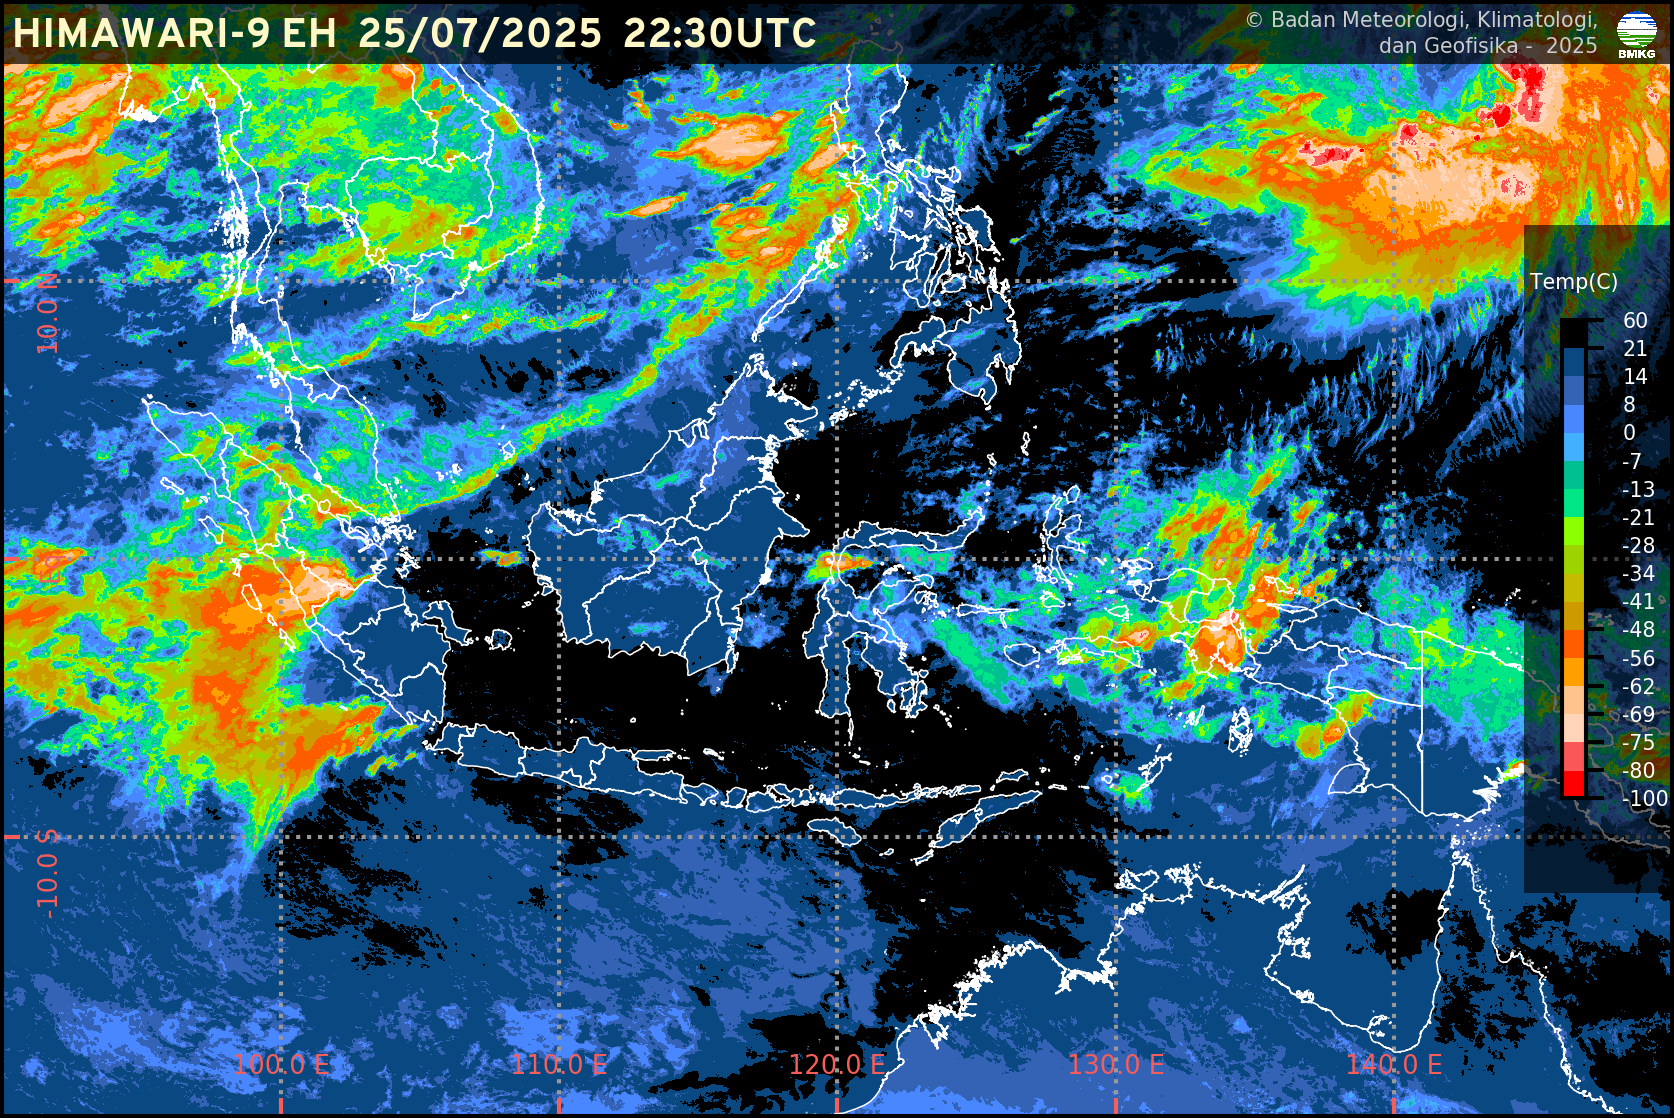 HIMAWARI-9 EH 25/07/2025 22:30UTC
© Badan Meteorologi, Klimatologi,
dan Geofisika - 2025
BMKG
Temp(C)
60
21
14
8
0
-7
-13
-21
-28
-34
-41
-48
-56
-62
-69
-75
-80
-100
10.0 N
-10.0 S
100.0 E
110.0 E
120.0 E
130.0 E
140.0 E